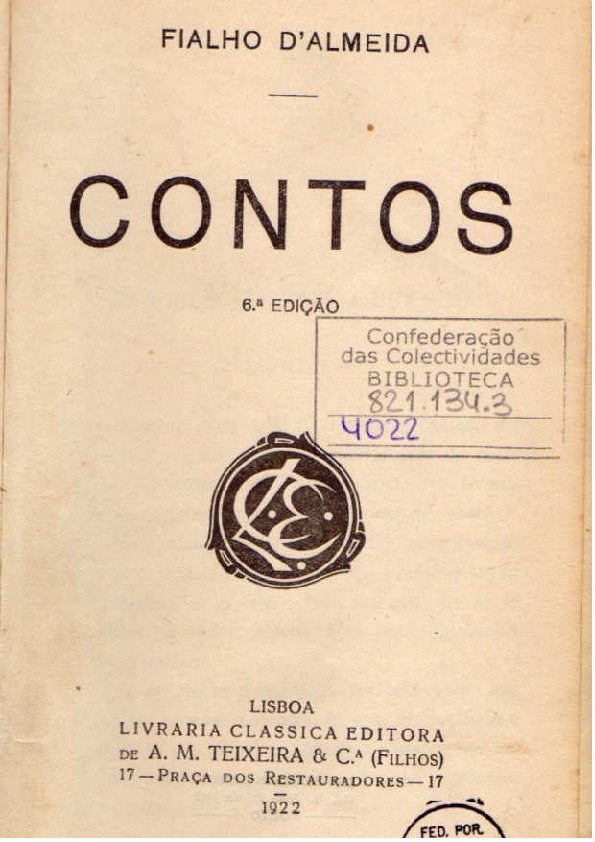 FIALHO D'ALMEIDA
CONTOS
6.ª EDIÇÃO
Confederação
das Colectividades
BIBLIOTECA
821.134.3
4022
LISBOA
LIVRARIA CLASSICA EDITORA
DE A. M. TEIXEIRA & C.ᴬ (FILHOS)
17—PRAÇA DOS RESTAURADORES—17
1922
FED. POR.